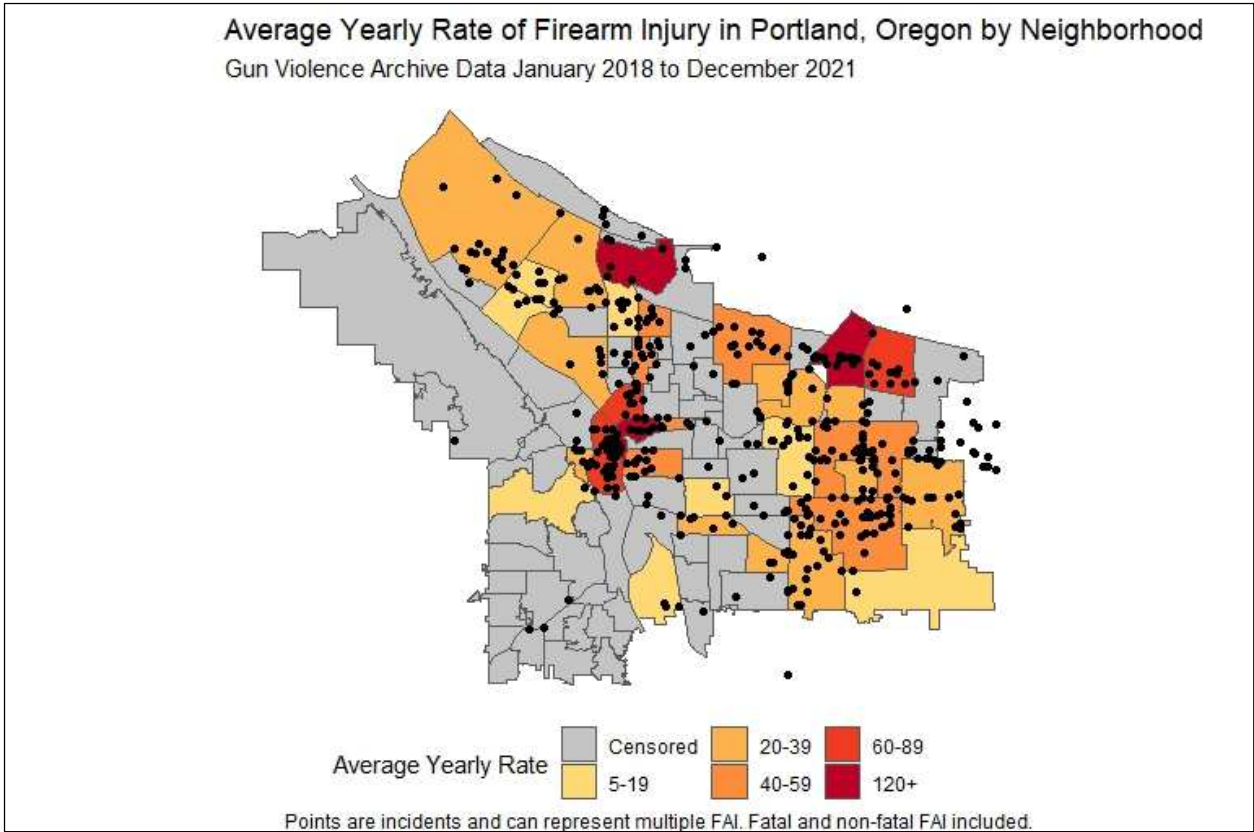 Average Yearly Rate of Firearm Injury in Portland, Oregon by Neighborhood
Gun Violence Archive Data January 2018 to December 2021
Average Yearly Rate
Censored
5-19
20-39
40-59
60-89
120+
Points are incidents and can represent multiple FAI. Fatal and non-fatal FAI included.